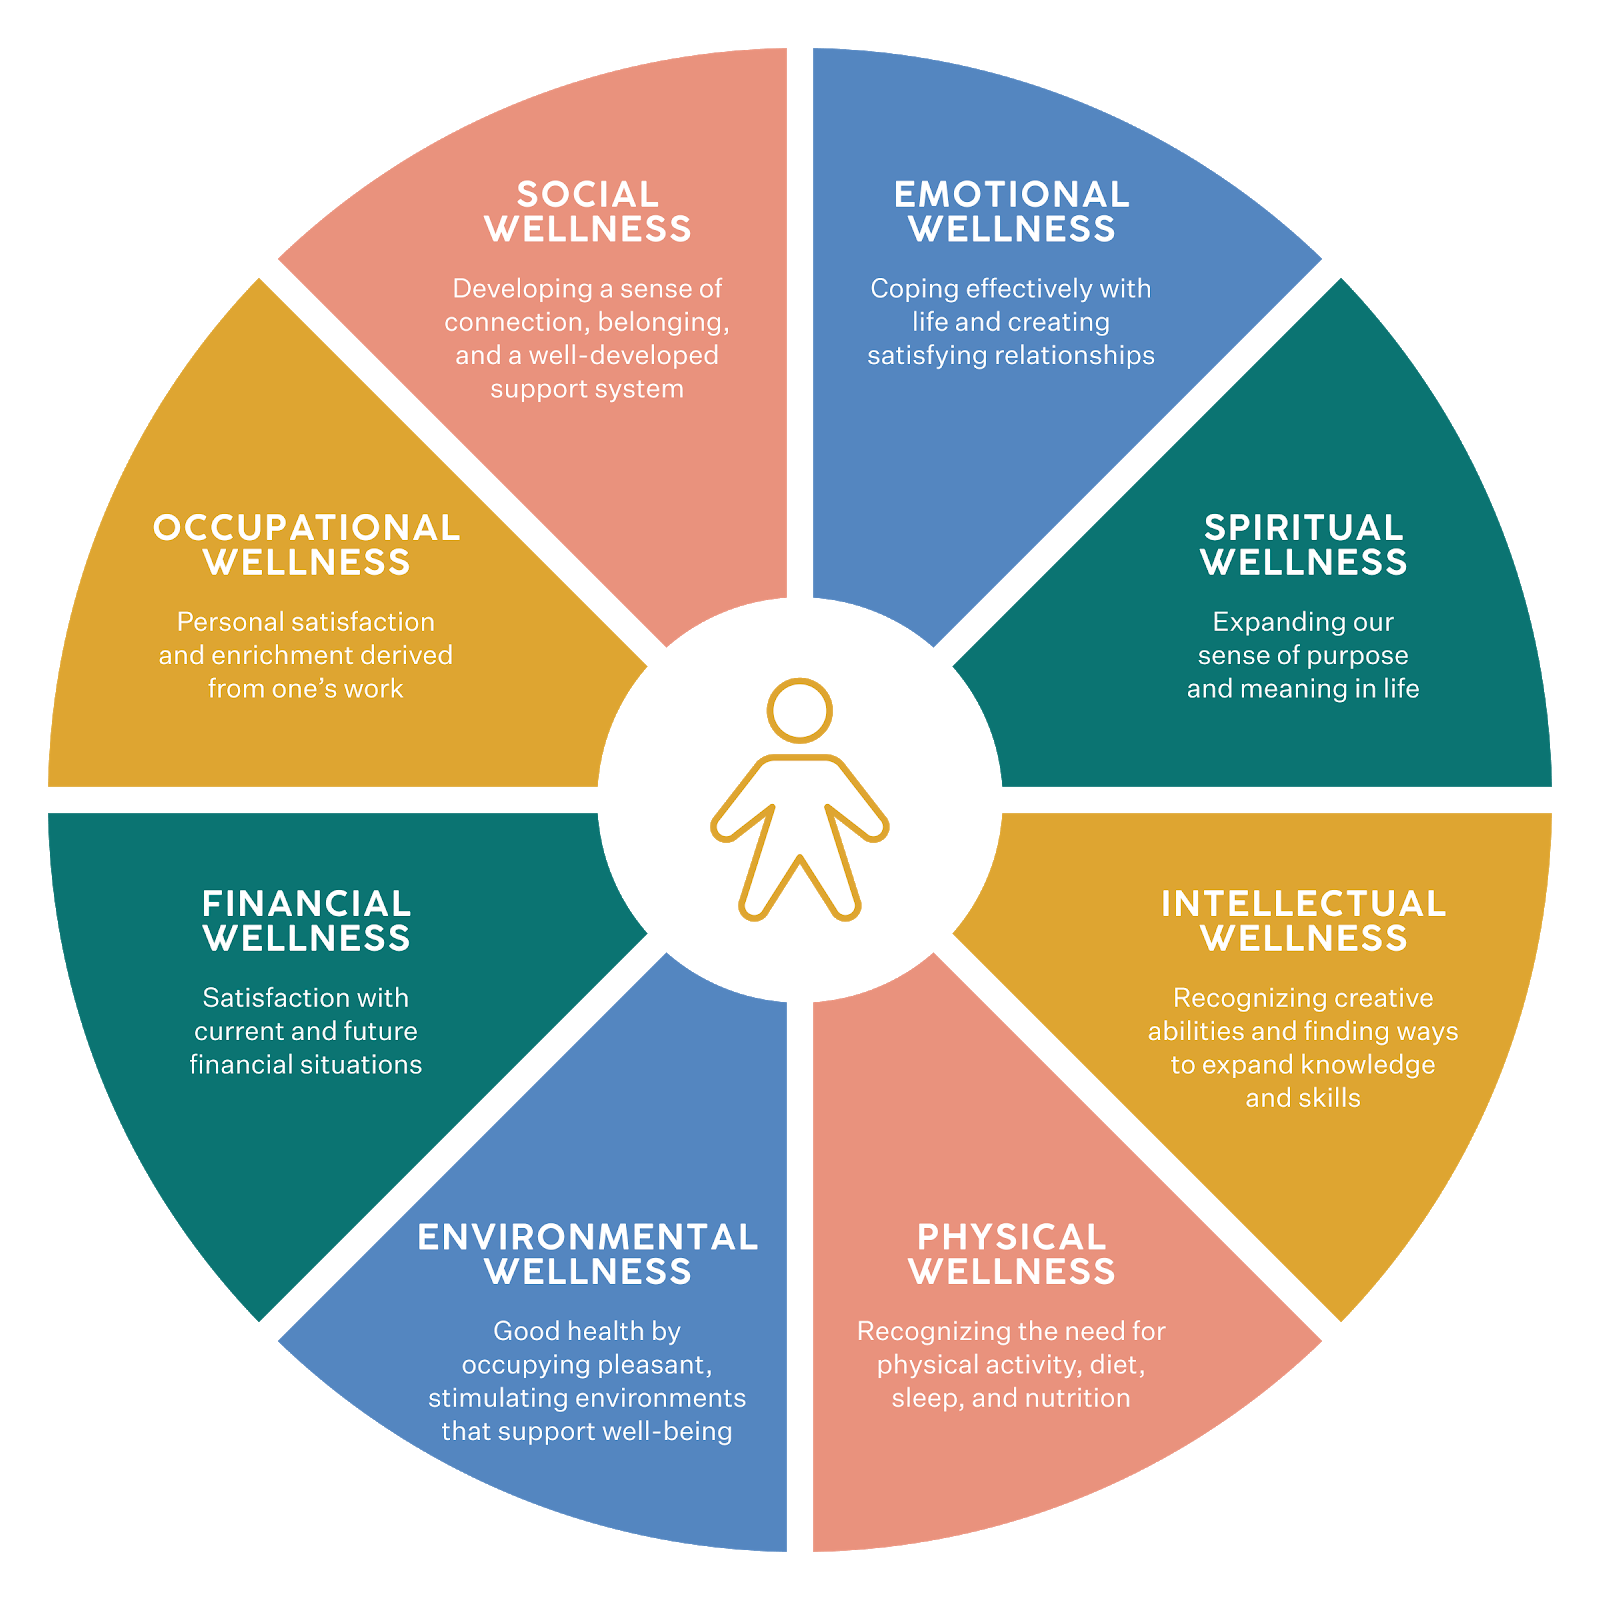 SOCIAL
WELLNESS
Developing a sense of
connection, belonging,
and a well-developed
support system
EMOTIONAL
WELLNESS
Coping effectively with
life and creating
satisfying relationships
SPIRITUAL
WELLNESS
Expanding our
sense of purpose
and meaning in life
INTELLECTUAL
WELLNESS
Recognizing creative
abilities and finding ways
to expand knowledge
and skills
PHYSICAL
WELLNESS
Recognizing the need for
physical activity, diet,
sleep, and nutrition
ENVIRONMENTAL
WELLNESS
Good health by
occupying pleasant,
stimulating environments
that support well-being
FINANCIAL
WELLNESS
Satisfaction with
current and future
financial situations
OCCUPATIONAL
WELLNESS
Personal satisfaction
and enrichment derived
from one’s work